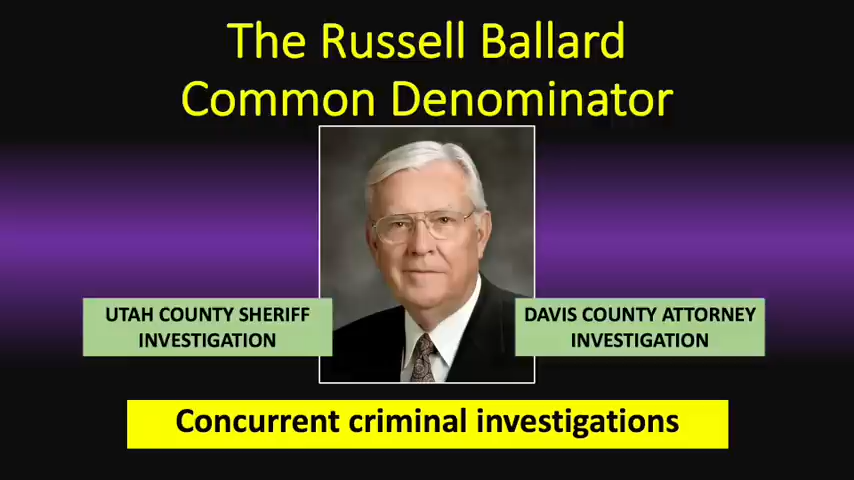 The Russell Ballard
Common Denominator
UTAH COUNTY SHERIFF
INVESTIGATION
DAVIS COUNTY ATTORNEY
INVESTIGATION
Concurrent criminal investigations